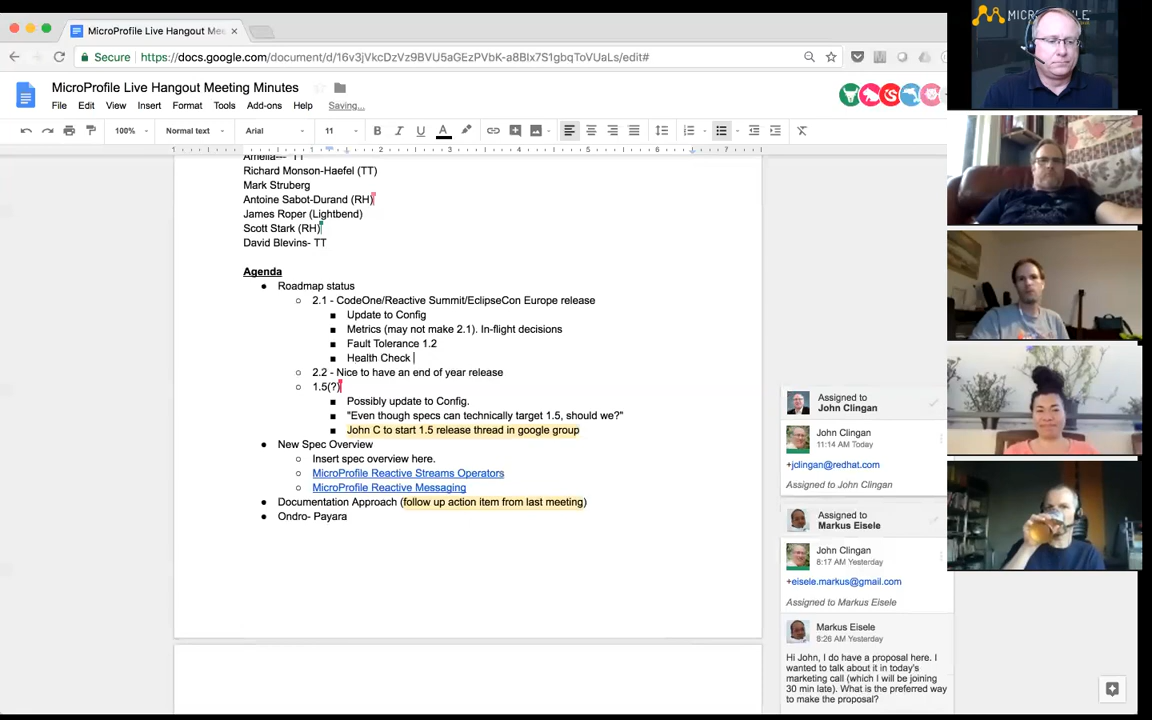 MicroProfile Live Hangout Mee
Secure
https://docs.google.com/document/d/16v3jVkcDzVz9BVU5aGEzPVbK-a8BIx7S1gbqToVUaLs/edit#
MicroProfile Live Hangout Meeting Minutes
File Edit View Insert Format Tools Add-ons Help Saving...
100% Normal text Arial 11
1 1 2 3 4 5 6 7
Amelia--- TT
Richard Monson-Haefel (TT)
Mark Struberg
Antoine Sabot-Durand (RH)
James Roper (Lightbend)
Scott Stark (RH)
David Blevins- TT
Agenda
● Roadmap status
○ 2.1 - CodeOne/Reactive Summit/EclipseCon Europe release
■ Update to Config
■ Metrics (may not make 2.1). In-flight decisions
■ Fault Tolerance 1.2
■ Health Check
○ 2.2 - Nice to have an end of year release
○ 1.5(?)
■ Possibly update to Config.
■ "Even though specs can technically target 1.5, should we?"
■ John C to start 1.5 release thread in google group
● New Spec Overview
○ Insert spec overview here.
○ MicroProfile Reactive Streams Operators
○ MicroProfile Reactive Messaging
● Documentation Approach (follow up action item from last meeting)
● Ondro- Payara
Assigned to
John Clingan
John Clingan
11:14 AM Today
+jclingan@redhat.com
Assigned to John Clingan
Assigned to
Markus Eisele
John Clingan
8:17 AM Yesterday
+eisele.markus@gmail.com
Assigned to Markus Eisele
Markus Eisele
8:26 AM Yesterday
Hi John, I do have a proposal here. I
wanted to talk about it in today's
marketing call (which I will be joining
30 min late). What is the preferred way
to make the proposal?